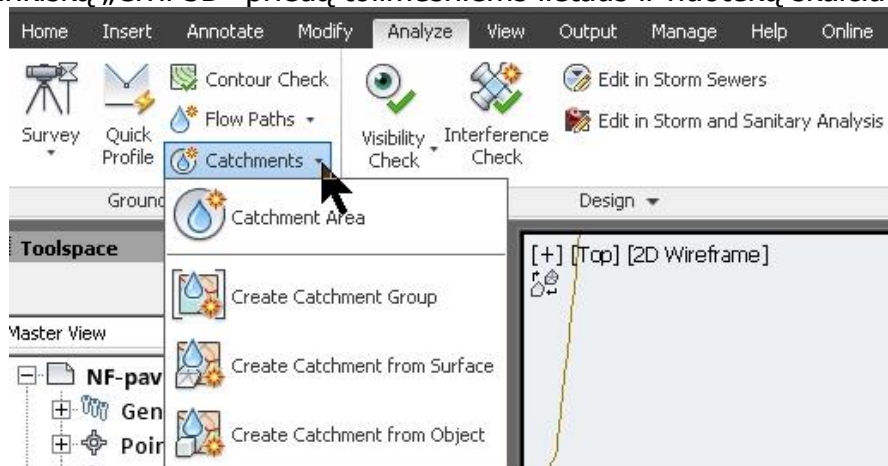 Home Insert Annotate Modify Analyze View Output Manage Help Online
Contour Check
Edit in Storm Sewers
Flow Paths
Edit in Storm and Sanitary Analysis
Survey
Quick Profile
Catchments
Visibility Check
Interference Check
Design
Catchment Area
Toolspace
[+] [Top] [2D Wireframe]
Create Catchment Group
Master View
Create Catchment from Surface
NF-pav
Gen
Create Catchment from Object